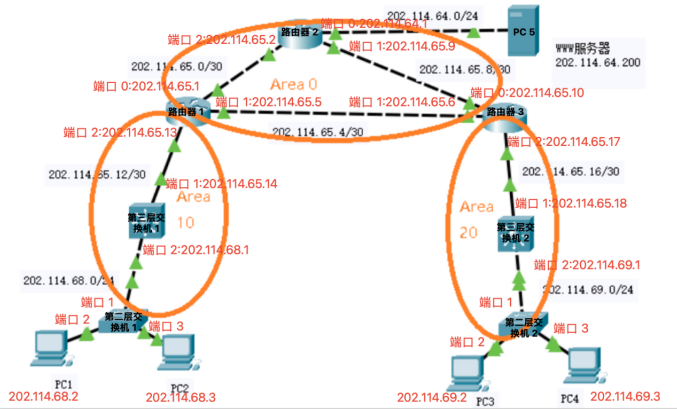 202.114.64.0/24
路由器 2
端口 0:202.114.64.1
端口 2:202.114.65.2
端口 1:202.114.65.9
PC 5
WWW服务器
202.114.64.200
202.114.65.0/30
202.114.65.8/30
Area 0
端口 0:202.114.65.1
端口 0:202.114.65.10
端口 1:202.114.65.5
端口 1:202.114.65.6
路由器 1
路由器 3
202.114.65.4/30
端口 2:202.114.65.13
端口 2:202.114.65.17
202.114.65.12/30
202.114.65.16/30
端口 1:202.114.65.14
端口 1:202.114.65.18
Area
10
Area
20
第三层交
换机 1
第三层交
换机 2
端口 2:202.114.68.1
端口 2:202.114.69.1
202.114.68.0/24
202.114.69.0/24
端口 1
端口 1
端口 2
第二层交
换机 1
端口 3
端口 2
第二层交
换机 2
端口 3
PC1
PC2
PC3
PC4
202.114.68.2
202.114.68.3
202.114.69.2
202.114.69.3